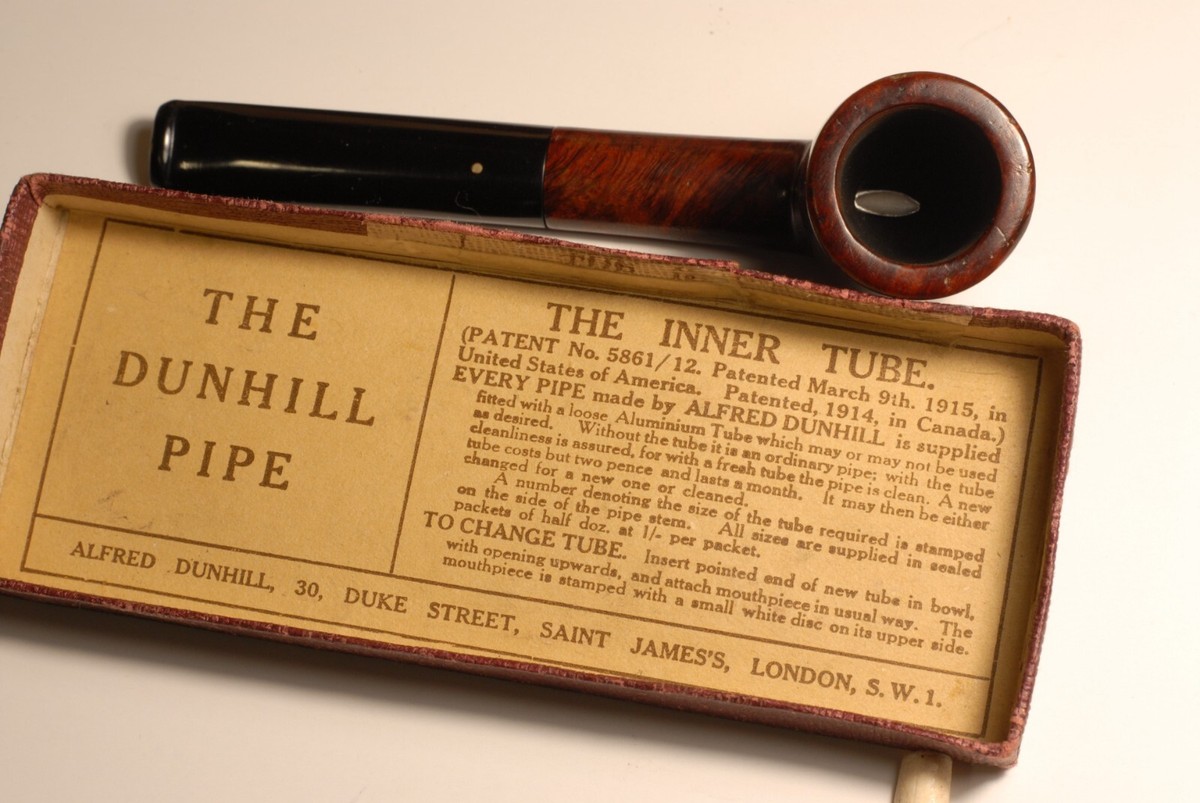 THE
DUNHILL
PIPE
THE INNER TUBE.
(PATENT No. 5861/12. Patented March 9th. 1915, in
United States of America. Patented, 1914, in Canada.)
EVERY PIPE made by ALFRED DUNHILL is supplied
fitted with a loose Aluminium Tube which may or may not be used
as desired. Without the tube it is an ordinary pipe; with the tube
cleanliness is assured, for with a fresh tube the pipe is clean. A new
tube costs but two pence and lasts a month. It may then be either
changed for a new one or cleaned.
A number denoting the size of the tube required is stamped
on the side of the pipe stem. All sizes are supplied in sealed
packets of half doz. at 1/- per packet.
TO CHANGE TUBE. Insert pointed end of new tube in bowl,
with opening upwards, and attach mouthpiece in usual way. The
mouthpiece is stamped with a small white disc on its upper side.
ALFRED DUNHILL, 30, DUKE STREET, SAINT JAMES'S, LONDON, S.W.1.